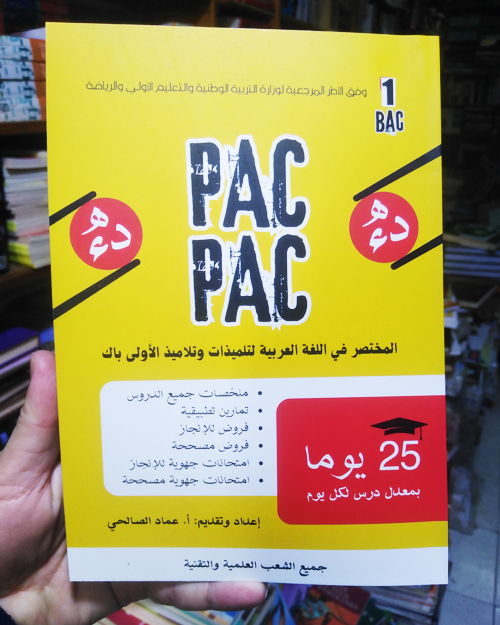 وفق الأطر المرجعية لوزارة التربية الوطنية والتعليم الأولي والرياضة
1
BAC
PAC
PAC
المختصر في اللغة العربية لتلميذات وتلاميذ الأولى باك
• ملخصات جميع الدروس
• تمارين تطبيقية
• فروض للإنجاز
• فروض مصححة
• امتحانات جهوية للإنجاز
• امتحانات جهوية مصححة
25 يوما
بمعدل درس لكل يوم
إعداد وتقديم: أ. عماد الصالحي
جميع الشعب العلمية والتقنية